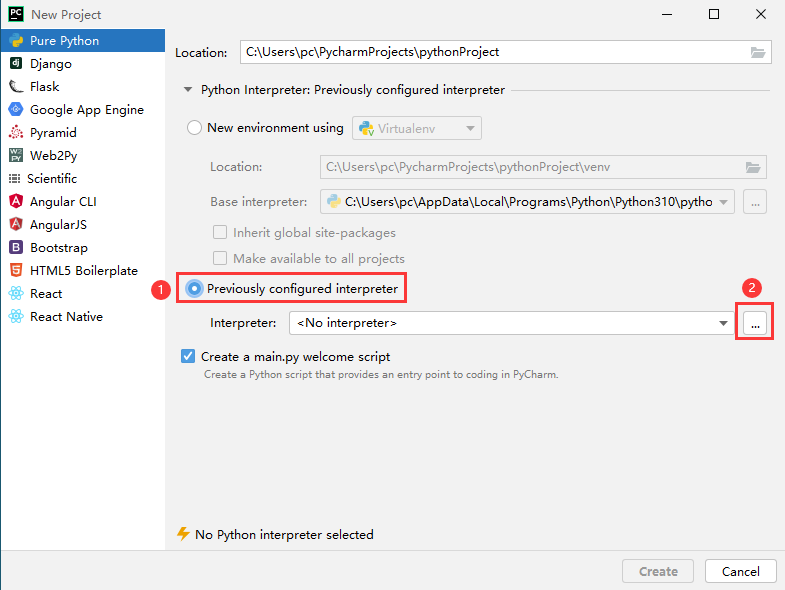 PC New Project
Pure Python
Django
Flask
Google App Engine
Pyramid
Web2Py
Scientific
Angular CLI
AngularJS
Bootstrap
HTML5 Boilerplate
React
React Native
Location: C:\Users\pc\PycharmProjects\pythonProject
Python Interpreter: Previously configured interpreter
New environment using Virtualenv
Location: C:\Users\pc\PycharmProjects\pythonProject\venv
Base interpreter: C:\Users\pc\AppData\Local\Programs\Python\Python310\pytho ...
Inherit global site-packages
Make available to all projects
1 Previously configured interpreter
2
Interpreter: <No interpreter> ...
Create a main.py welcome script
Create a Python script that provides an entry point to coding in PyCharm.
No Python interpreter selected
Create Cancel